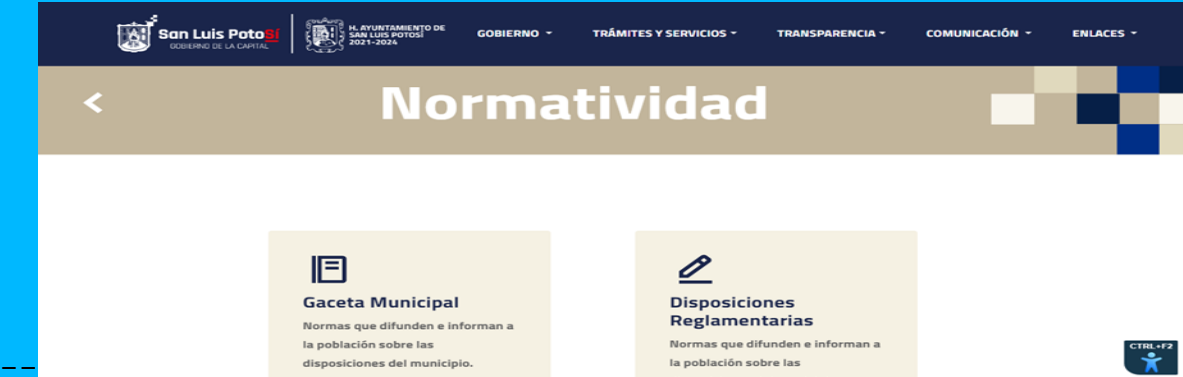 San Luis Potosí
GOBIERNO DE LA CAPITAL
H. AYUNTAMIENTO DE
SAN LUIS POTOSÍ
2021-2024
GOBIERNO
TRÁMITES Y SERVICIOS
TRANSPARENCIA
COMUNICACIÓN
ENLACES
Normatividad
Gaceta Municipal
Normas que difunden e informan a
la población sobre las
disposiciones del municipio.
Disposiciones
Reglamentarias
Normas que difunden e informan a
la población sobre las
CTRL+F2